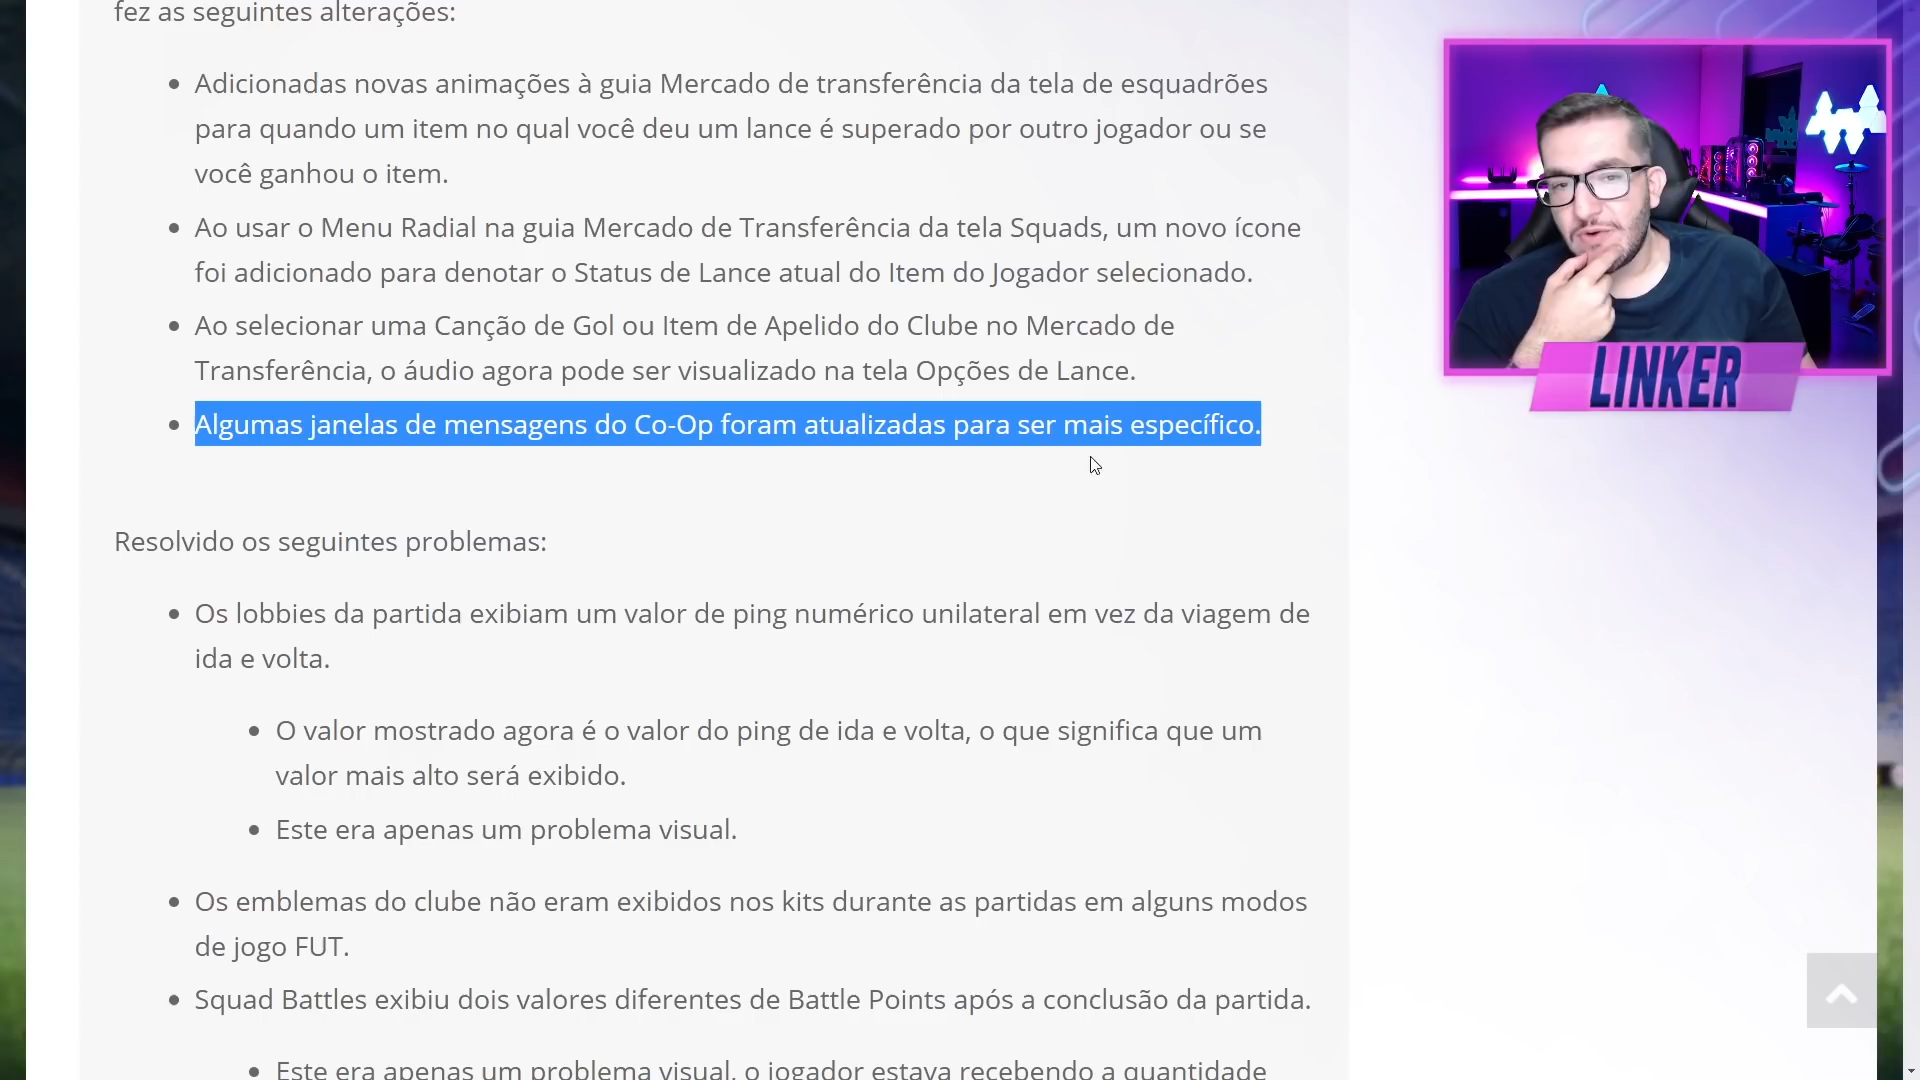 fez as seguintes alterações:
Adicionadas novas animações à guia Mercado de transferência da tela de esquadrões
para quando um item no qual você deu um lance é superado por outro jogador ou se
você ganhou o item.
Ao usar o Menu Radial na guia Mercado de Transferência da tela Squads, um novo ícone
foi adicionado para denotar o Status de Lance atual do Item do Jogador selecionado.
Ao selecionar uma Canção de Gol ou Item de Apelido do Clube no Mercado de
Transferência, o áudio agora pode ser visualizado na tela Opções de Lance.
Algumas janelas de mensagens do Co-Op foram atualizadas para ser mais específico.
LINKER
Resolvido os seguintes problemas:
Os lobbies da partida exibiam um valor de ping numérico unilateral em vez da viagem de
ida e volta.
O valor mostrado agora é o valor do ping de ida e volta, o que significa que um
valor mais alto será exibido.
Este era apenas um problema visual.
Os emblemas do clube não eram exibidos nos kits durante as partidas em alguns modos
de jogo FUT.
Squad Battles exibiu dois valores diferentes de Battle Points após a conclusão da partida.
Este era apenas um problema visual, o jogador estava recebendo a quantidade